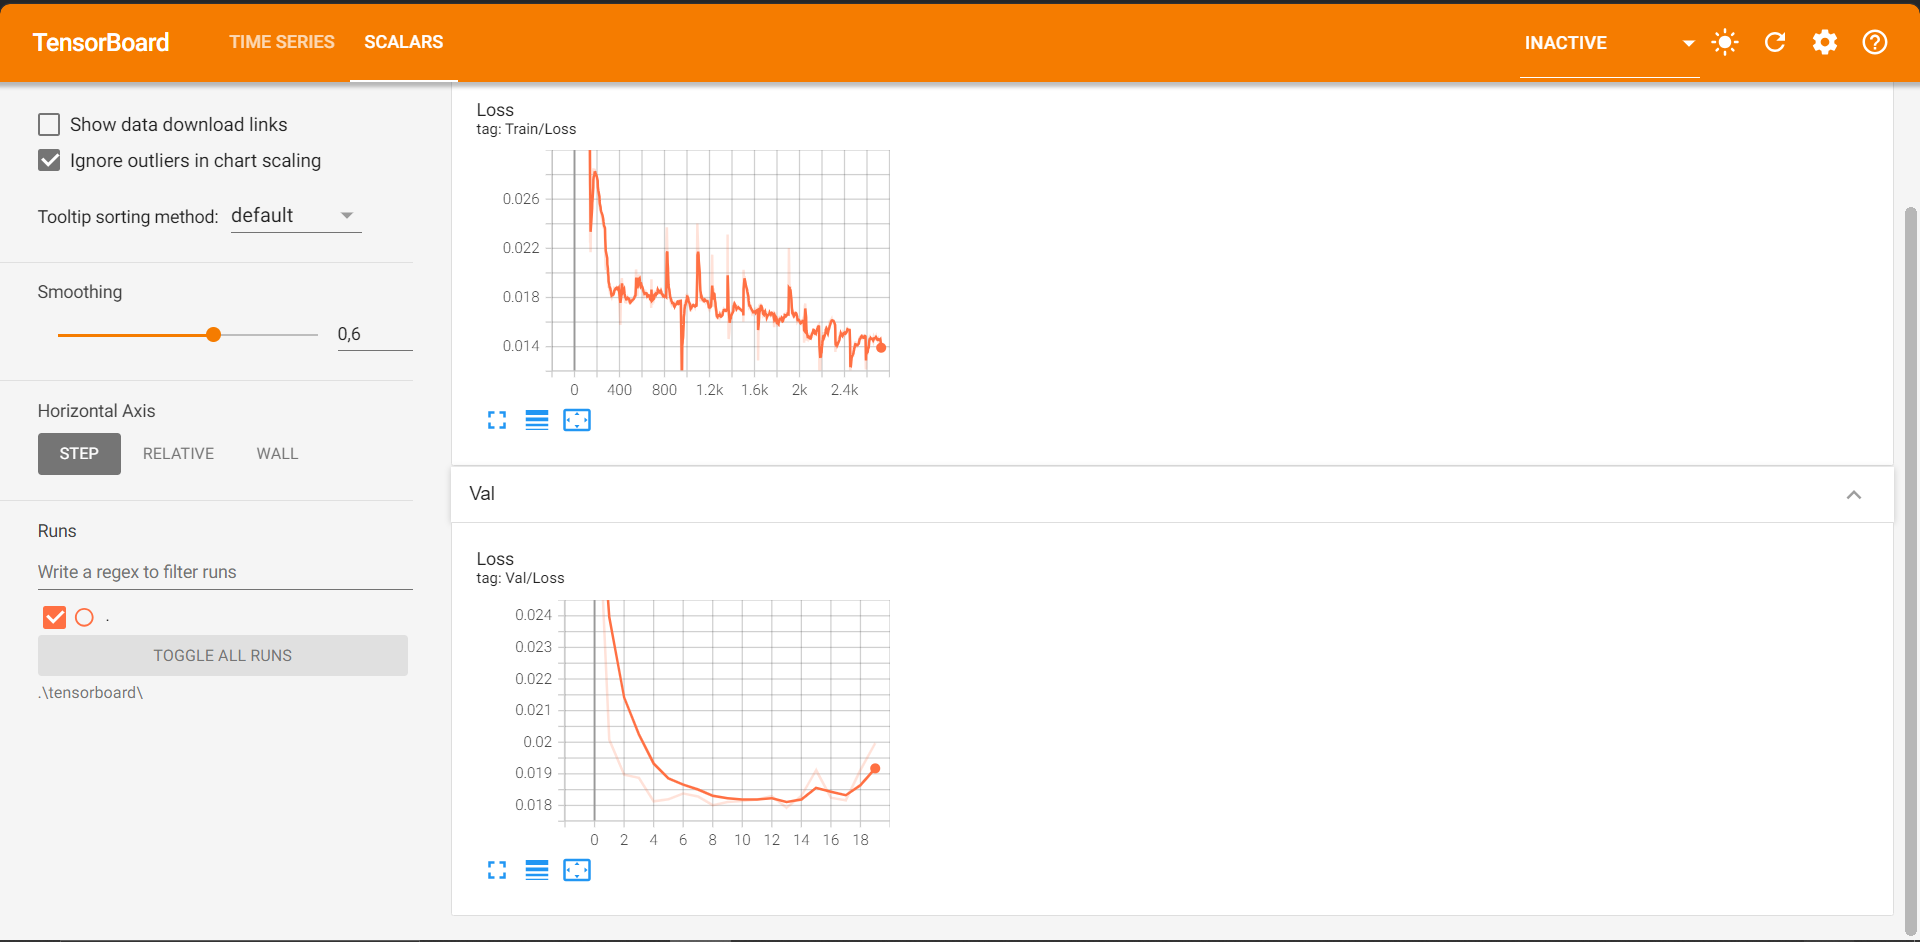 TensorBoard
TIME SERIES
SCALARS
INACTIVE
Show data download links
Ignore outliers in chart scaling
Tooltip sorting method: default
Smoothing
0,6
Horizontal Axis
STEP
RELATIVE
WALL
Runs
Write a regex to filter runs
.
TOGGLE ALL RUNS
.\tensorboard\
Loss
tag: Train/Loss
0.026
0.022
0.018
0.014
0 400 800 1.2k 1.6k 2k 2.4k
Val
Loss
tag: Val/Loss
0.024
0.023
0.022
0.021
0.02
0.019
0.018
0 2 4 6 8 10 12 14 16 18